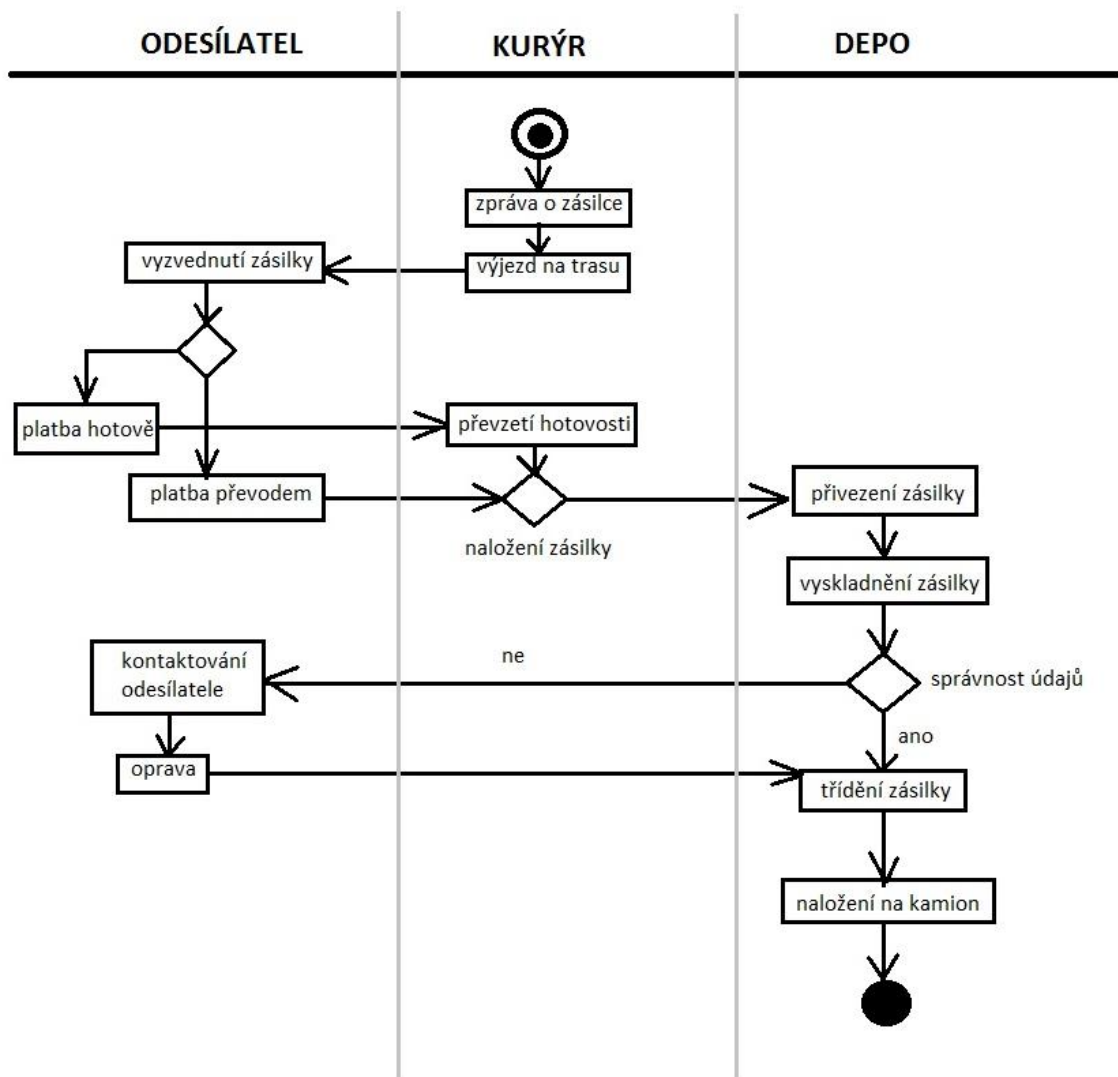 ODESÍLATEL
KURÝR
DEPO
zpráva o zásilce
výjezd na trasu
vyzvednutí zásilky
platba hotově
převzetí hotovosti
platba převodem
přivezení zásilky
naložení zásilky
vyskladnění zásilky
kontaktování
odesílatele
ne
správnost údajů
ano
oprava
třídění zásilky
naložení na kamion